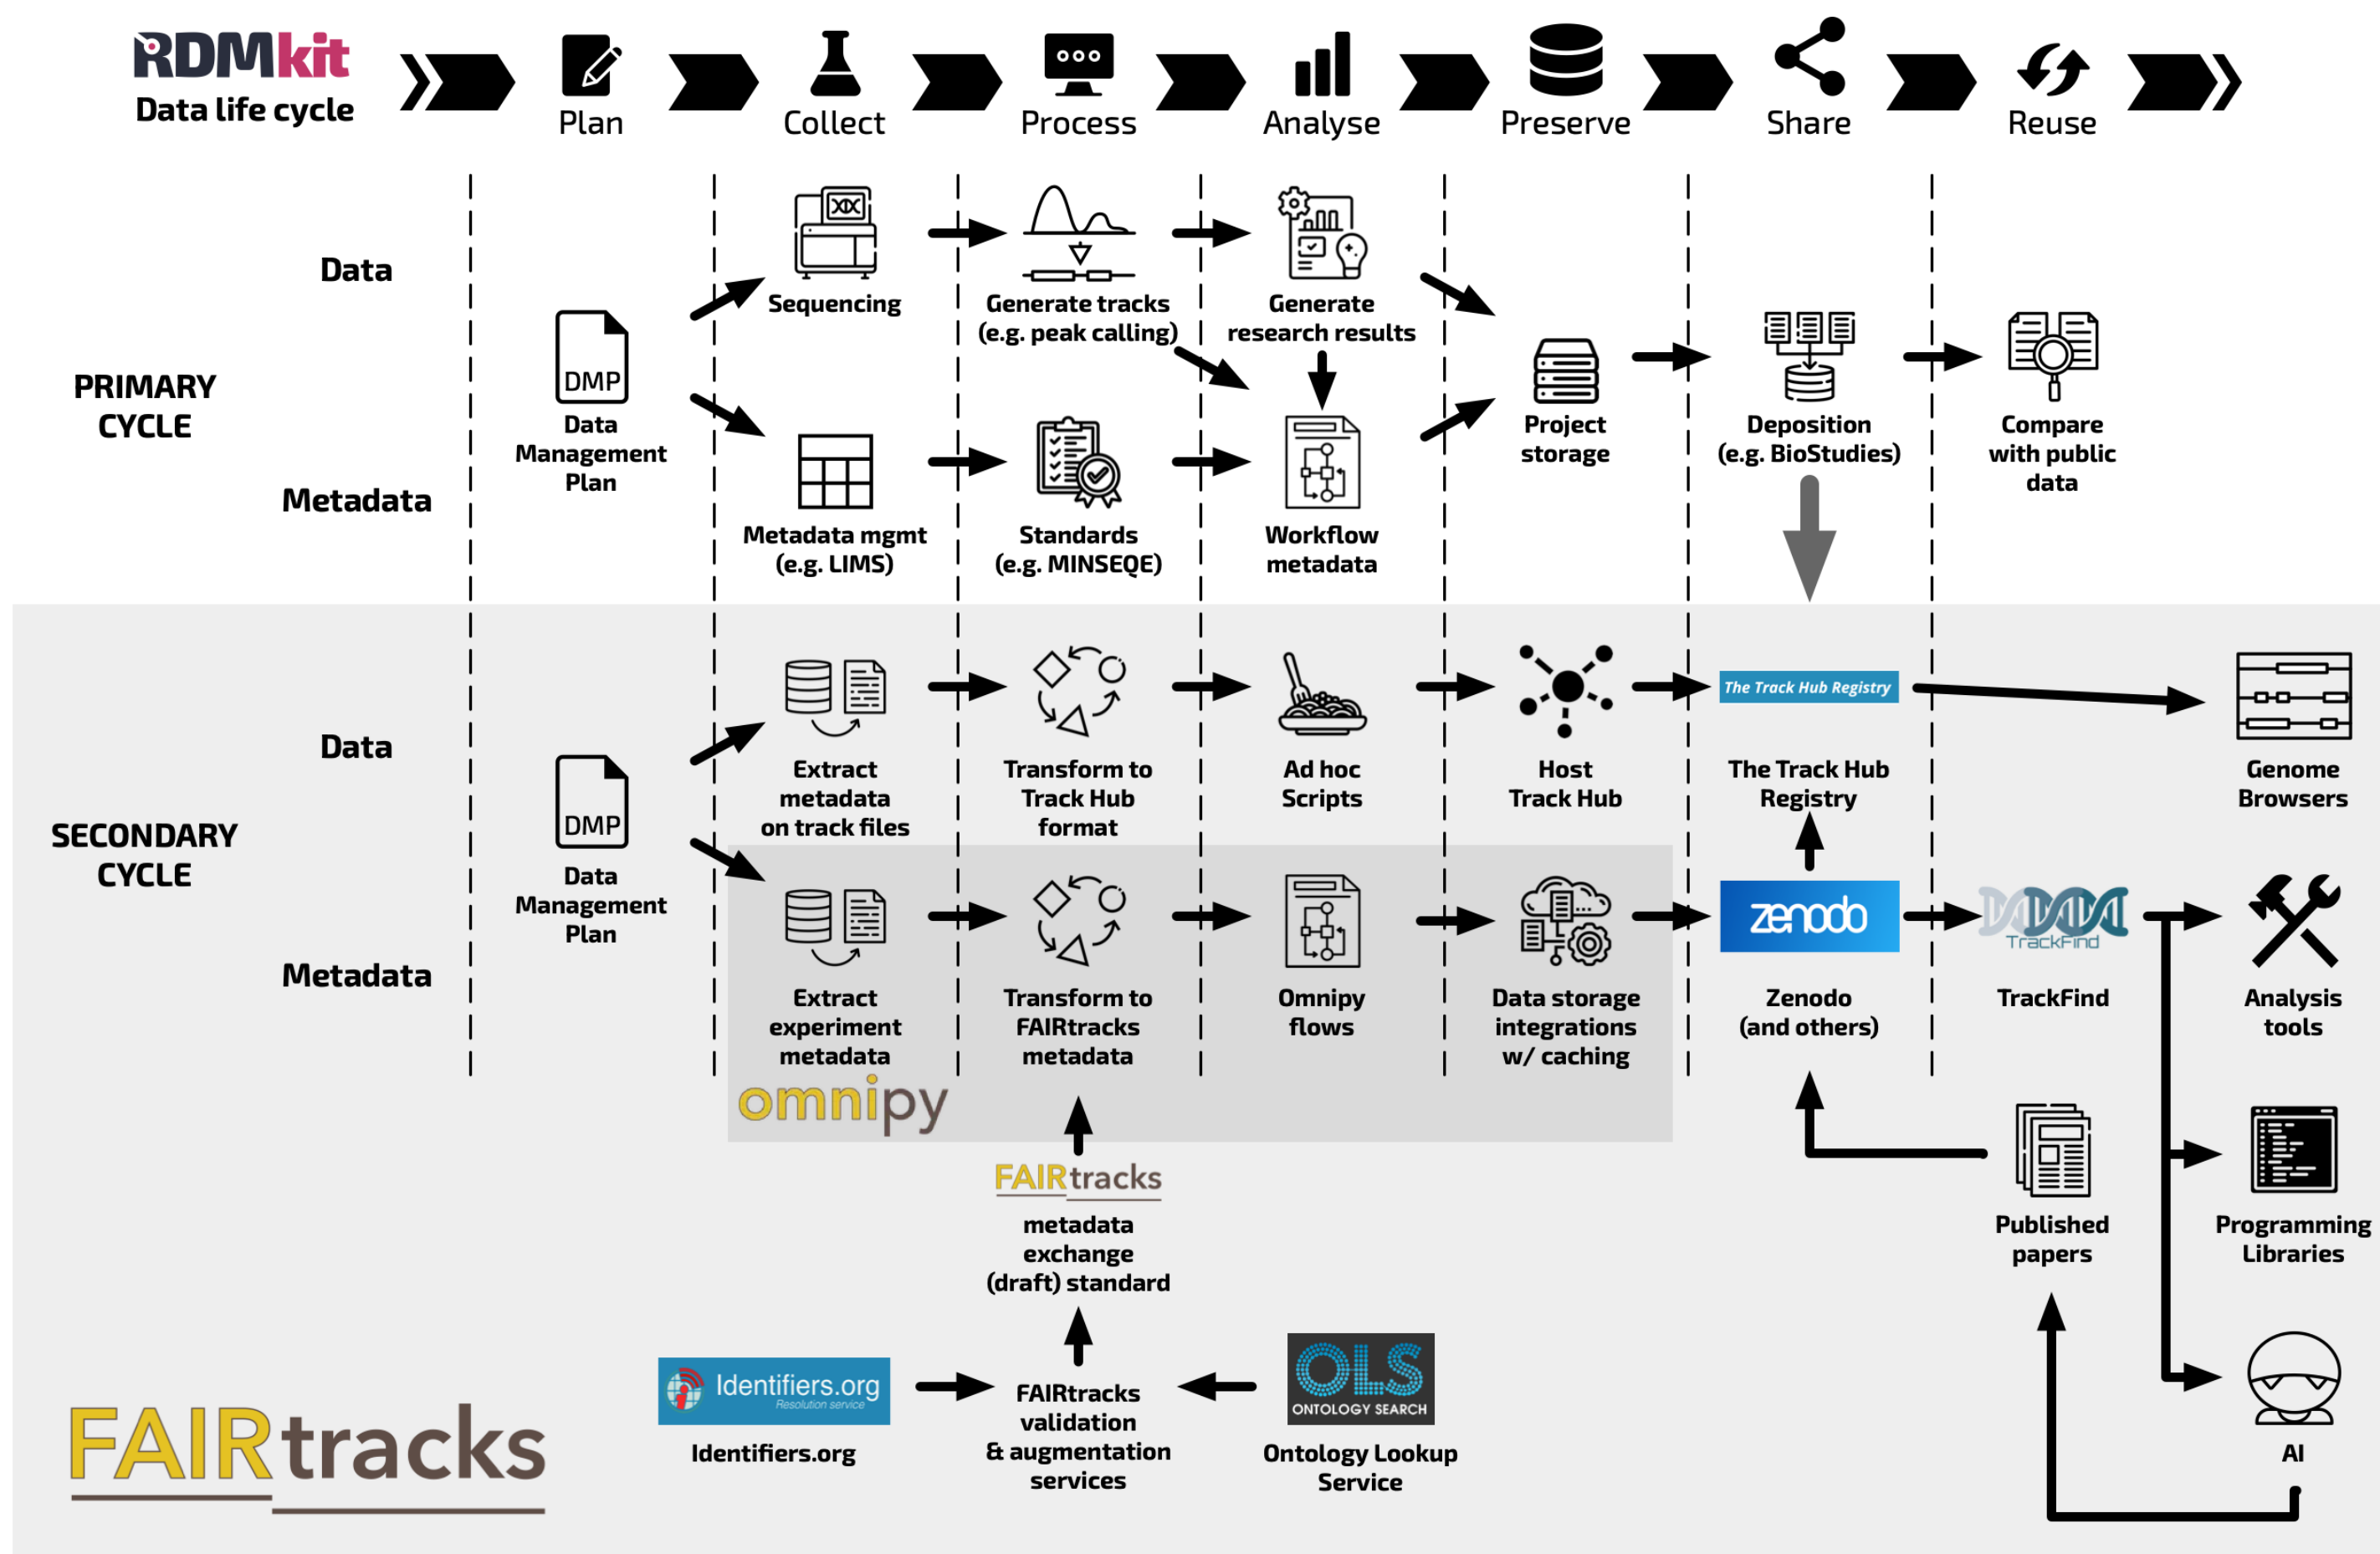 RDMkit
Data life cycle
Plan
Collect
Process
Analyse
Preserve
Share
Reuse
PRIMARY
CYCLE
Data
Metadata
DMP
Data
Management
Plan
Sequencing
Generate tracks
(e.g. peak calling)
Generate
research results
Metadata mgmt
(e.g. LIMS)
Standards
(e.g. MINSEQE)
Workflow
metadata
Project
storage
Deposition
(e.g. BioStudies)
Compare
with public
data
SECONDARY
CYCLE
Data
Metadata
DMP
Data
Management
Plan
Extract
metadata
on track files
Transform to
Track Hub
format
Ad hoc
Scripts
Host
Track Hub
The Track Hub Registry
The Track Hub
Registry
Genome
Browsers
Extract
experiment
metadata
Transform to
FAIRtracks
metadata
Omnipy
flows
Data storage
integrations
w/ caching
zenodo
Zenodo
(and others)
TrackFind
TrackFind
Analysis
tools
omnipy
FAIRtracks
metadata
exchange
(draft) standard
Published
papers
Programming
Libraries
Identifiers.org
Resolution service
Identifiers.org
FAIRtracks
validation
& augmentation
services
OLS
ONTOLOGY SEARCH
Ontology Lookup
Service
AI
FAIRtracks